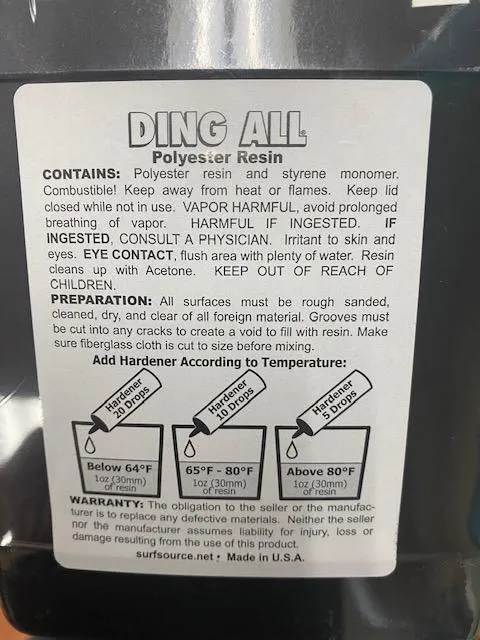 DING ALL
Polyester Resin
CONTAINS: Polyester resin and styrene monomer.
Combustible! Keep away from heat or flames. Keep lid
closed while not in use. VAPOR HARMFUL, avoid prolonged
breathing of vapor. HARMFUL IF INGESTED. IF
INGESTED, CONSULT A PHYSICIAN. Irritant to skin and
eyes. EYE CONTACT, flush area with plenty of water. Resin
cleans up with Acetone. KEEP OUT OF REACH OF
CHILDREN.
PREPARATION: All surfaces must be rough sanded,
cleaned, dry, and clear of all foreign material. Grooves must
be cut into any cracks to create a void to fill with resin. Make
sure fiberglass cloth is cut to size before mixing.
Add Hardener According to Temperature:
Hardener
20 Drops
Below 64°F
1oz (30mm)
of resin
Hardener
10 Drops
65°F - 80°F
1oz (30mm)
of resin
Hardener
5 Drops
Above 80°F
1oz (30mm)
of resin
WARRANTY: The obligation to the seller or the manufac-
turer is to replace any defective materials. Neither the seller
nor the manufacturer assumes liability for injury, loss or
damage resulting from the use of this product.
surfsource.net • Made in U.S.A.